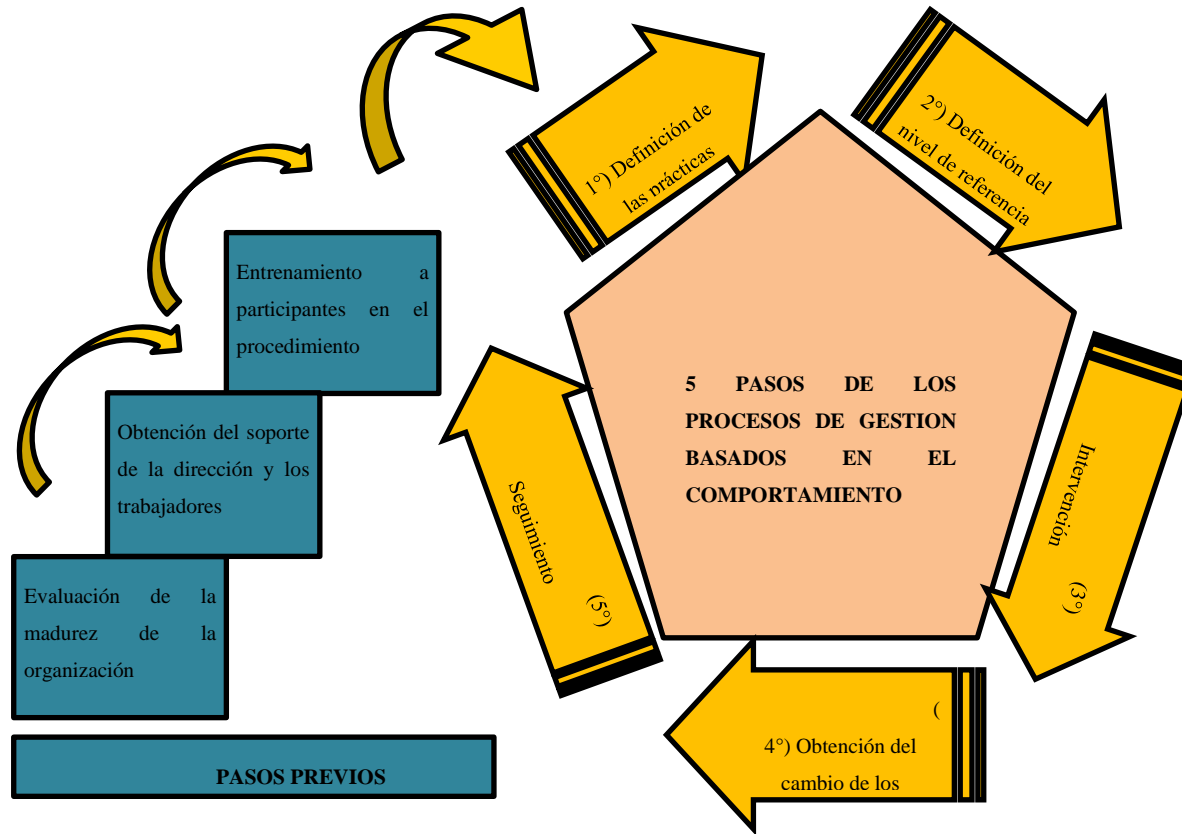 Entrenamiento a
participantes en el
procedimiento
Obtención del soporte
de la dirección y los
trabajadores
Evaluación de la
madurez de la
organización
PASOS PREVIOS
1°) Definición de
las prácticas
2°) Definición del
nivel de referencia
Intervención (3°)
(
4°) Obtención del
cambio de los
Seguimiento (5°)
5 PASOS DE LOS
PROCESOS DE GESTION
BASADOS EN EL
COMPORTAMIENTO